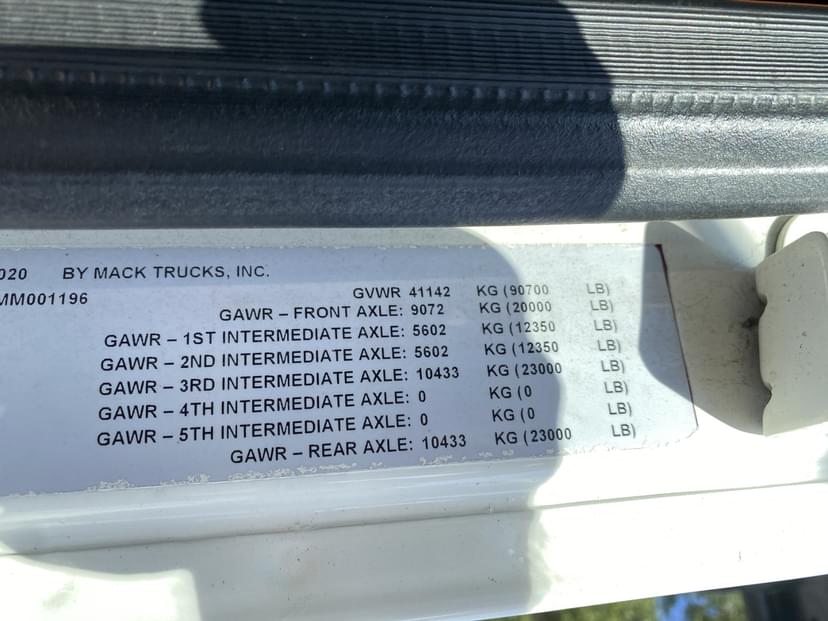 020 BY MACK TRUCKS, INC.
MM001196
GVWR 41142 KG (90700 LB)
GAWR – FRONT AXLE: 9072 KG (20000 LB)
GAWR – 1ST INTERMEDIATE AXLE: 5602 KG (12350 LB)
GAWR – 2ND INTERMEDIATE AXLE: 5602 KG (12350 LB)
GAWR – 3RD INTERMEDIATE AXLE: 10433 KG (23000 LB)
GAWR – 4TH INTERMEDIATE AXLE: 0 KG (0 LB)
GAWR – 5TH INTERMEDIATE AXLE: 0 KG (0 LB)
GAWR – REAR AXLE: 10433 KG (23000 LB)